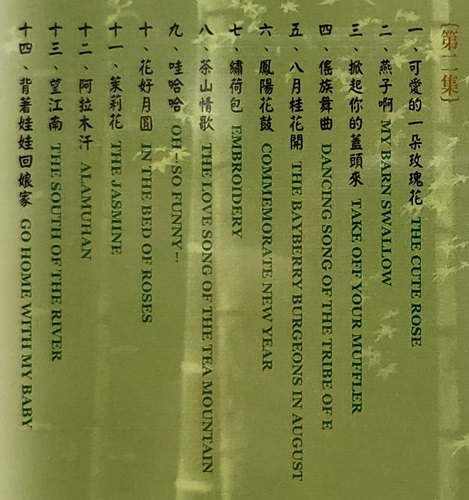 第二集
一、可愛的一朵玫瑰花 THE CUTE ROSE
二、燕子啊 MY BARN SWALLOW
三、掀起你的蓋頭來 TAKE OFF YOUR MUFFLER
四、傜族舞曲 DANCING SONG OF THE TRIBE OF E
五、八月桂花開 THE BAYBERRY BURGEONS IN AUGUST
六、鳳陽花鼓 COMMEMORATE NEW YEAR
七、繡荷包 EMBROIDERY
八、茶山情歌 THE LOVE SONG OF THE TEA MOUNTAIN
九、哇哈哈 OH！SO FUNNY！
十、花好月圓 IN THE BED OF ROSES
十一、茉莉花 THE JASMINE
十二、阿拉木汗 ALAMUHAN
十三、望江南 THE SOUTH OF THE RIVER
十四、背著娃娃回娘家 GO HOME WITH MY BABY